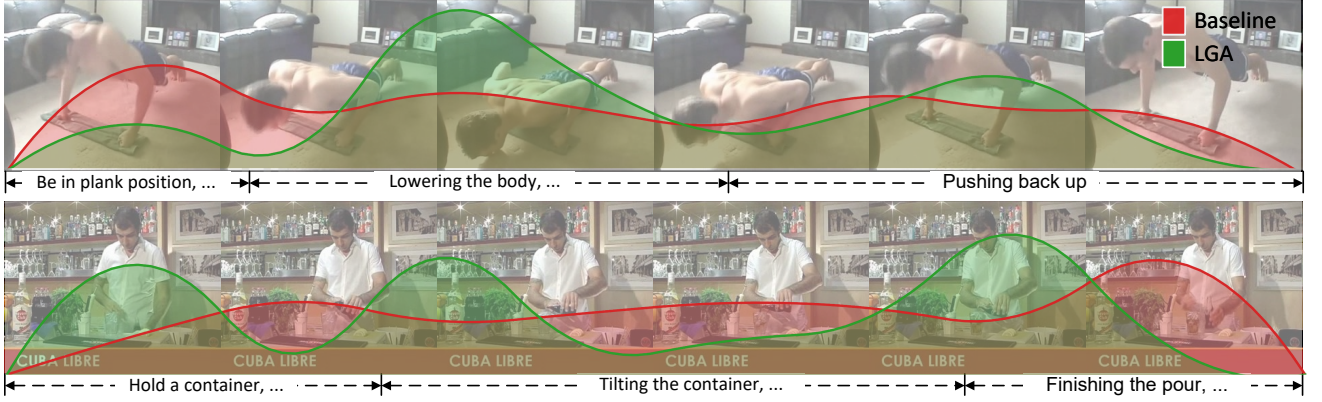 Baseline
LGA
Be in plank position, ...
Lowering the body, ...
Pushing back up
CUBA LIBRE
CUBA LIBRE
CUBA LIBRE
CUBA LIBRE
CUBA LIBRE
CUBA LIBRE
Hold a container, ...
Tilting the container, ...
Finishing the pour, ...